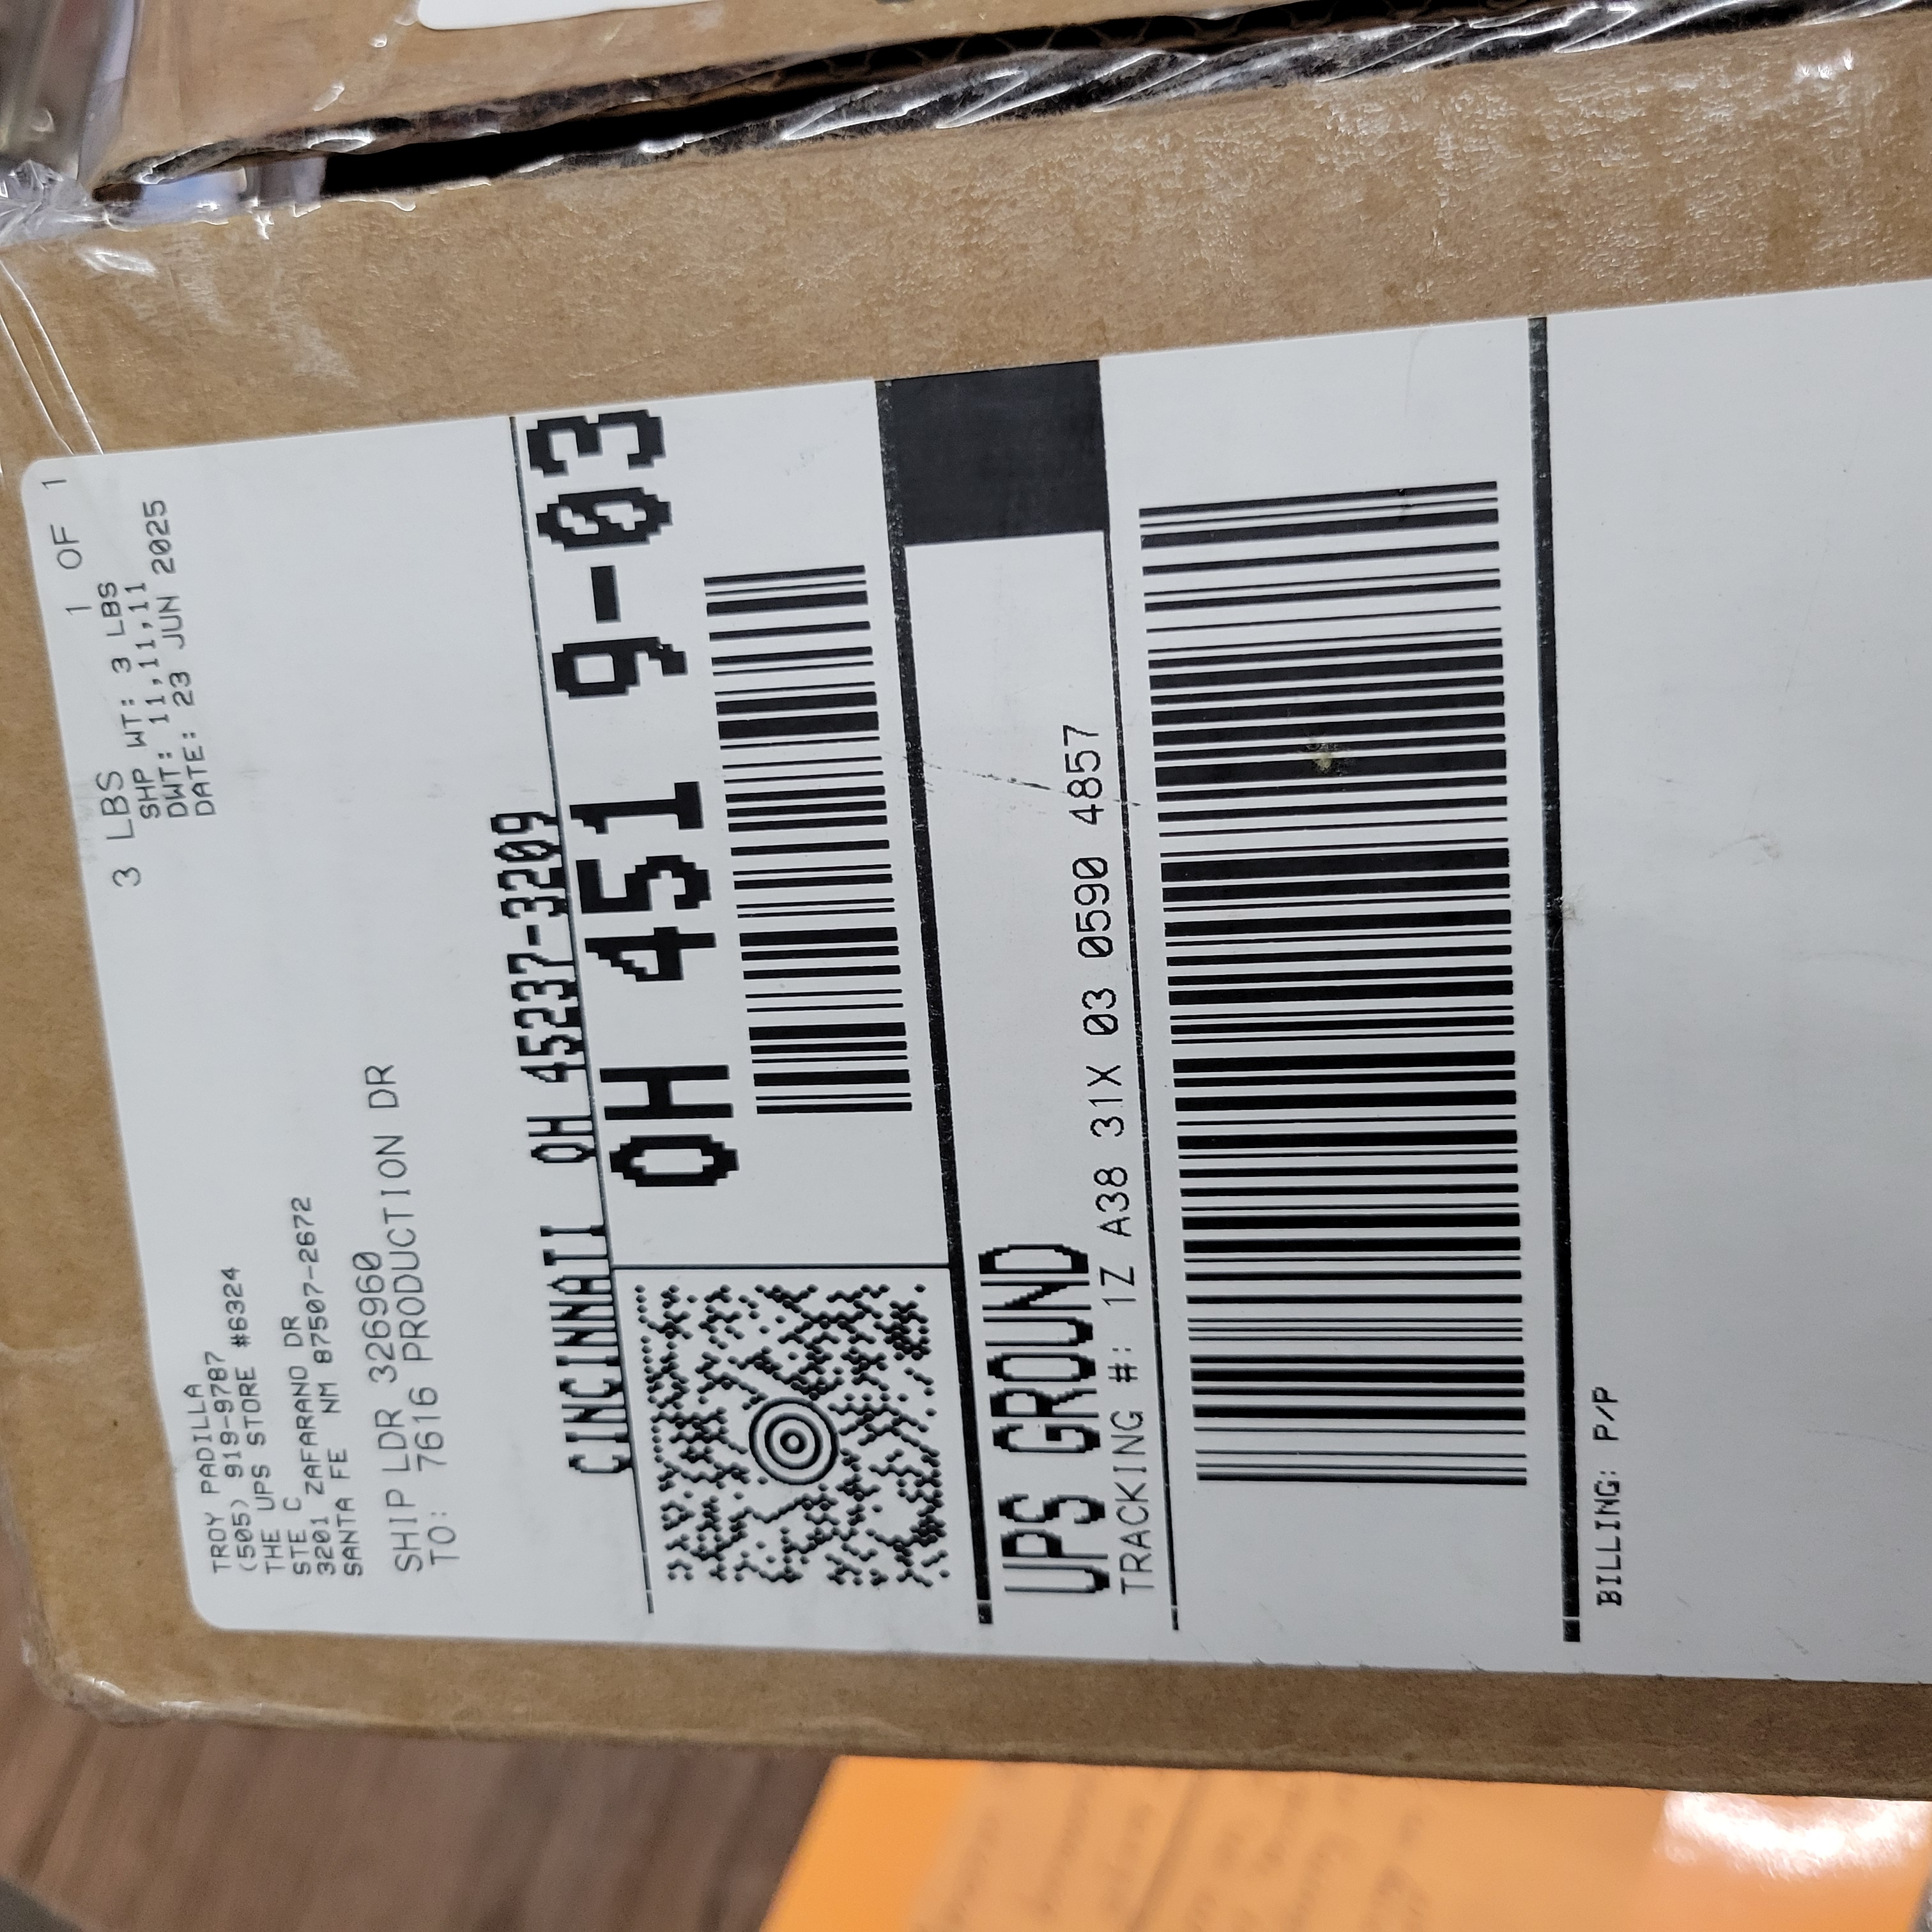 TROY PADILLA
(505) 919-9787
THE UPS STORE #6324
STE C
3201 ZAFARANO DR
SANTA FE NM 87507-2672
3 LBS
1 OF 1
SHP WT: 3 LBS
DWT: 11,11,11
DATE: 23 JUN 2025
SHIP LDR 326960
TO: 7616 PRODUCTION DR
CINCINNATI OH 45237-3209
OH 451 9-03
UPS GROUND
TRACKING #: 1Z A38 31X 03 0590 4857
BILLING: P/P